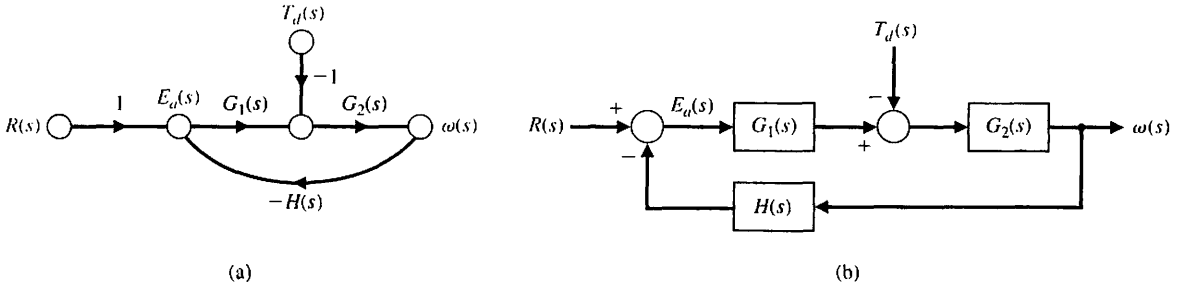 T_d(s)
−1
1
E_a(s)
G_1(s)
G_2(s)
R(s)
ω(s)
−H(s)
(a)
T_d(s)
−
+
E_a(s)
R(s)
G_1(s)
+
G_2(s)
ω(s)
−
H(s)
(b)